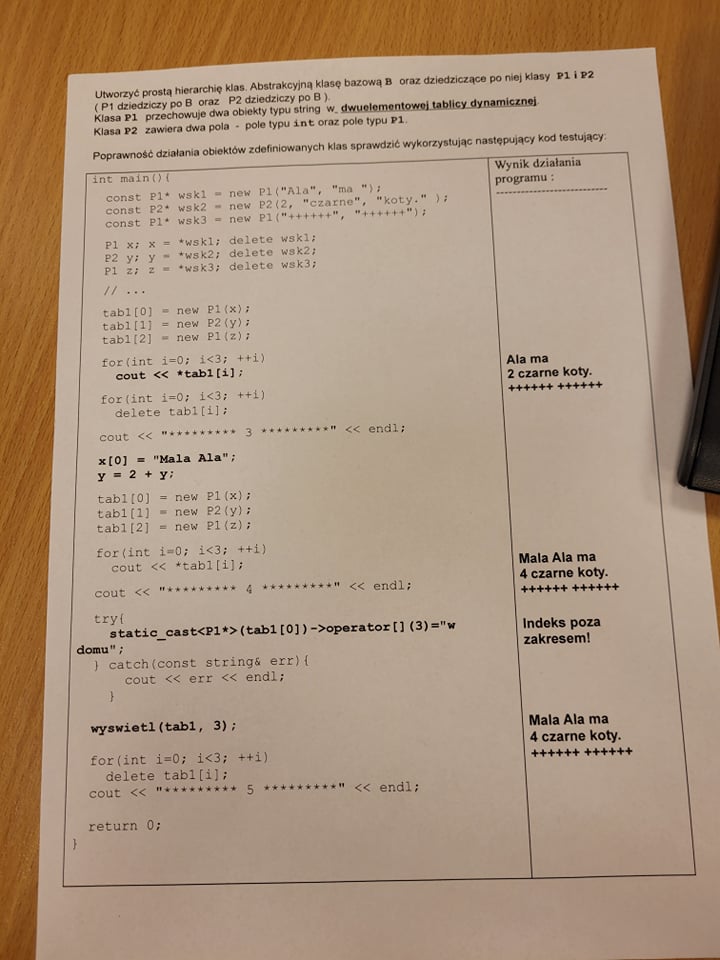 Utworzyć prostą hierarchię klas. Abstrakcyjną klasę bazową B oraz dziedziczące po niej klasy P1 i P2
( P1 dziedziczy po B oraz P2 dziedziczy po B ).
Klasa P1 przechowuje dwa obiekty typu string w dwuelementowej tablicy dynamicznej.
Klasa P2 zawiera dwa pola - pole typu int oraz pole typu P1.
Poprawność działania obiektów zdefiniowanych klas sprawdzić wykorzystując następujący kod testujący:
int main(){
Wynik działania
programu :
--------------------
const P1* wsk1 = new P1("Ala", "ma ");
const P2* wsk2 = new P2(2, "czarne", "koty." );
const P1* wsk3 = new P1("++++++", "++++++");
P1 x; x = *wsk1; delete wsk1;
P2 y; y = *wsk2; delete wsk2;
P1 z; z = *wsk3; delete wsk3;
// ...
tab1[0] = new P1(x);
tab1[1] = new P2(y);
tab1[2] = new P1(z);
for(int i=0; i<3; ++i)
cout << *tab1[i];
Ala ma
2 czarne koty.
++++++ ++++++
for(int i=0; i<3; ++i)
delete tab1[i];
cout << "********* 3 *********" << endl;
x[0] = "Mala Ala";
y = 2 + y;
tab1[0] = new P1(x);
tab1[1] = new P2(y);
tab1[2] = new P1(z);
for(int i=0; i<3; ++i)
cout << *tab1[i];
Mala Ala ma
4 czarne koty.
++++++ ++++++
cout << "********* 4 *********" << endl;
try{
static_cast<P1*>(tab1[0])->operator[](3)="w
domu";
Indeks poza
zakresem!
} catch(const string& err){
cout << err << endl;
}
wyswietl(tab1, 3);
Mala Ala ma
4 czarne koty.
++++++ ++++++
for(int i=0; i<3; ++i)
delete tab1[i];
cout << "********* 5 *********" << endl;
return 0;
}